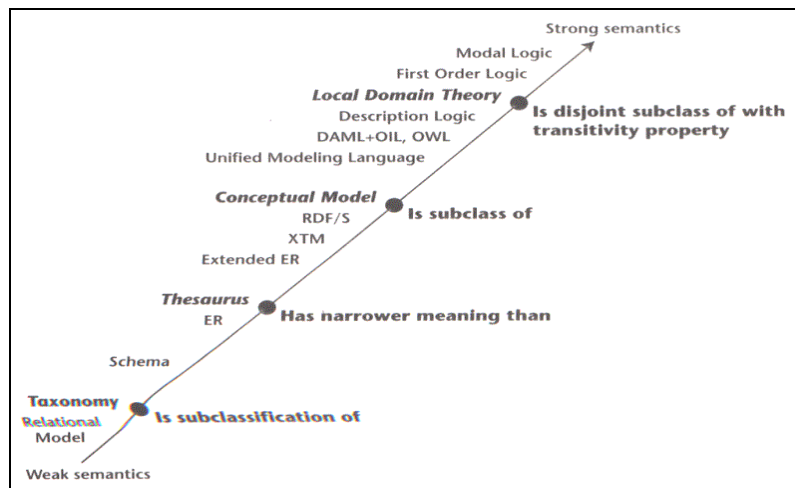 Strong semantics
Modal Logic
First Order Logic
Local Domain Theory
Is disjoint subclass of with
transitivity property
Description Logic
DAML+OIL, OWL
Unified Modeling Language
Conceptual Model
Is subclass of
RDF/S
XTM
Extended ER
Thesaurus
Has narrower meaning than
ER
Schema
Taxonomy
Is subclassification of
Relational
Model
Weak semantics